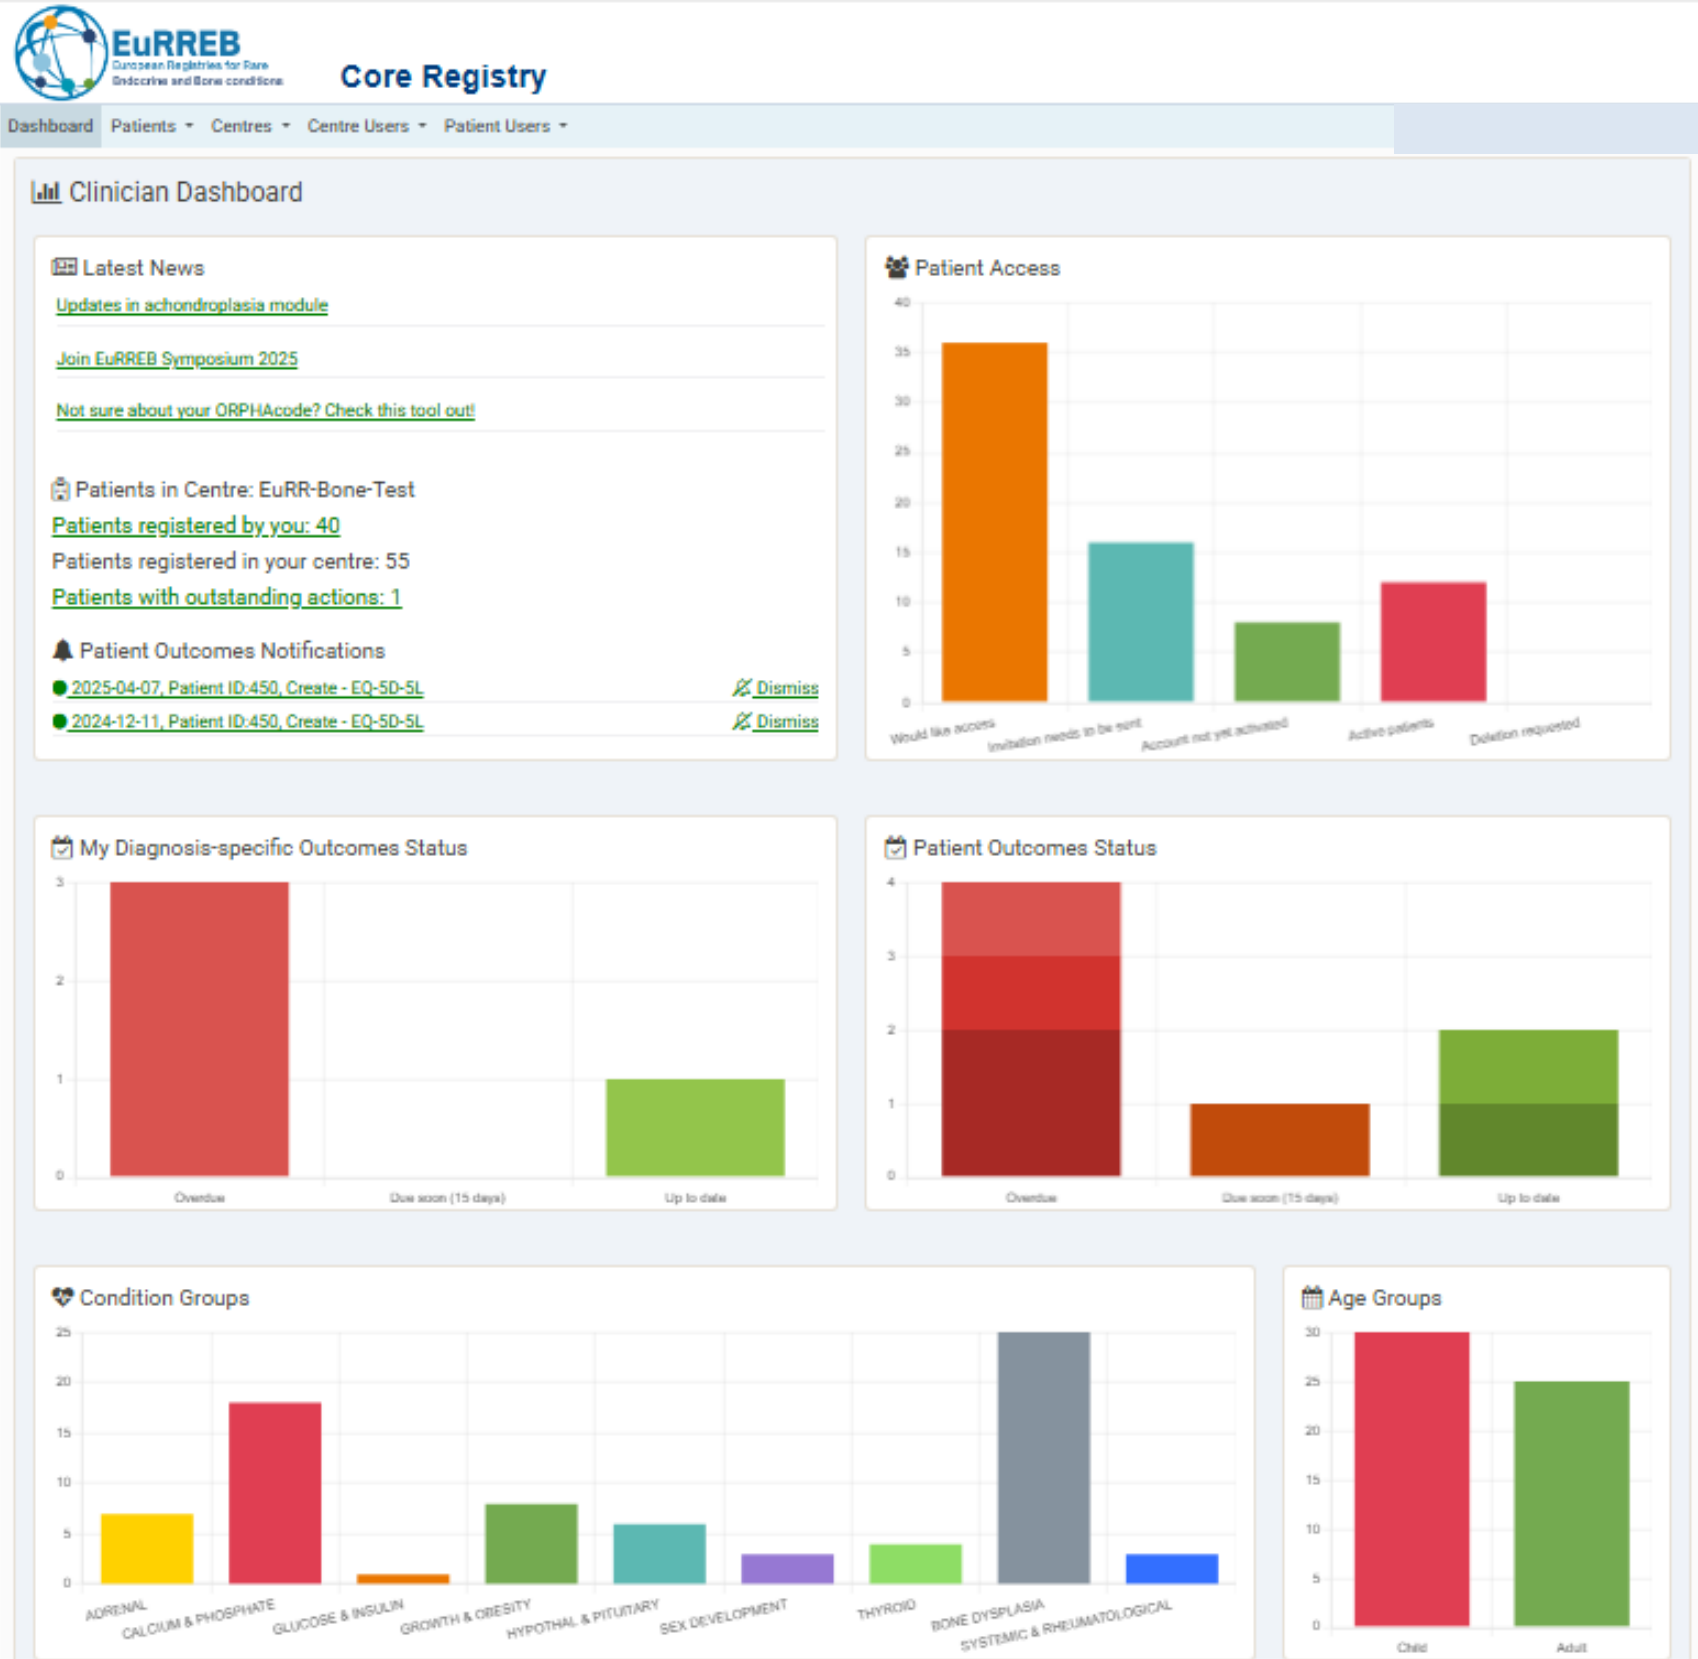 EuRREB
European Registries for Rare
Endocrine and Bone conditions
Core Registry
Dashboard Patients Centres Centre Users Patient Users
Clinician Dashboard
Latest News
Updates in achondroplasia module
Join EuRREB Symposium 2025
Not sure about your ORPHAcode? Check this tool out!
Patients in Centre: EuRR-Bone-Test
Patients registered by you: 40
Patients registered in your centre: 55
Patients with outstanding actions: 1
Patient Outcomes Notifications
2025-04-07, Patient ID:450, Create - EQ-5D-5L Dismiss
2024-12-11, Patient ID:450, Create - EQ-5D-5L Dismiss
Patient Access
40
35
30
25
20
15
10
5
0
Would like access Invitation needs to be sent Account not yet activated Active patients Deletion requested
My Diagnosis-specific Outcomes Status
3
2
1
0
Overdue Due soon (15 days) Up to date
Patient Outcomes Status
4
3
2
1
0
Overdue Due soon (15 days) Up to date
Condition Groups
25
20
15
10
5
0
ADRENAL CALCIUM & PHOSPHATE GLUCOSE & INSULIN GROWTH & OBESITY HYPOTHAL & PITUITARY SEX DEVELOPMENT THYROID BONE DYSPLASIA SYSTEMIC & RHEUMATOLOGICAL
Age Groups
30
25
20
15
10
5
0
Child Adult